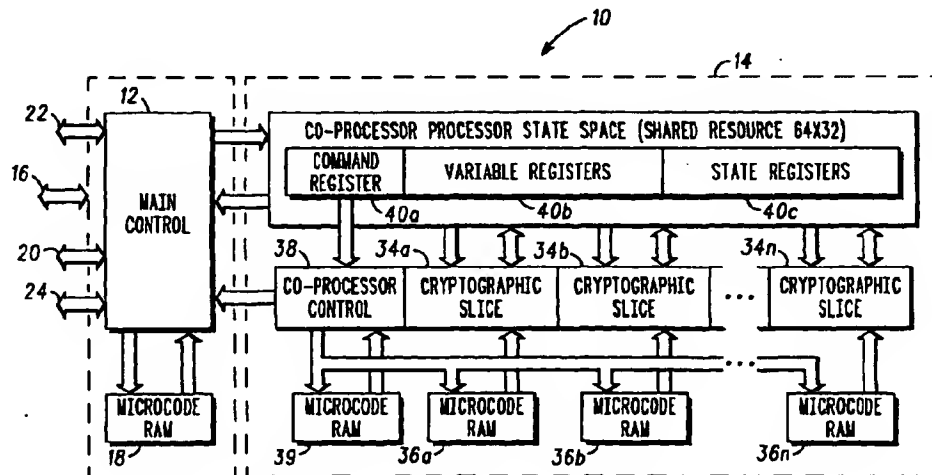 10
14
12
22
16
20
24
MAIN
CONTROL
CO-PROCESSOR PROCESSOR STATE SPACE (SHARED RESOURCE 64X32)
COMMAND
REGISTER
VARIABLE REGISTERS
STATE REGISTERS
40a
40b
40c
38
34a
34b
34n
CO-PROCESSOR
CONTROL
CRYPTOGRAPHIC
SLICE
CRYPTOGRAPHIC
SLICE
...
CRYPTOGRAPHIC
SLICE
...
MICROCODE
RAM
MICROCODE
RAM
MICROCODE
RAM
MICROCODE
RAM
MICROCODE
RAM
18
39
36a
36b
36n